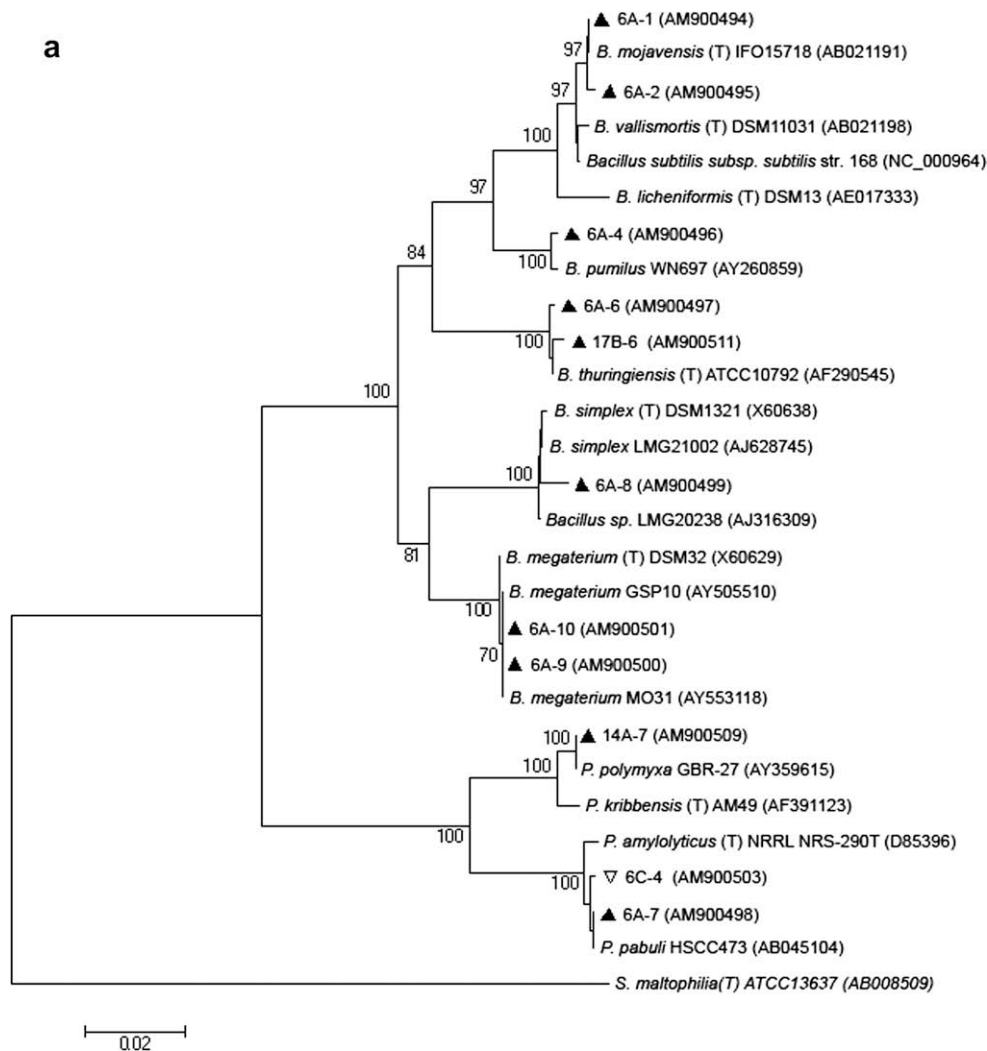 a
6A-1 (AM900494)
97
B. mojavensis (T) IFO15718 (AB021191)
97
6A-2 (AM900495)
B. vallismortis (T) DSM11031 (AB021198)
100
Bacillus subtilis subsp. subtilis str. 168 (NC_000964)
97
B. licheniformis (T) DSM13 (AE017333)
6A-4 (AM900496)
84
100
B. pumilus WN697 (AY260859)
6A-6 (AM900497)
100
17B-6 (AM900511)
B. thuringiensis (T) ATCC10792 (AF290545)
100
B. simplex (T) DSM1321 (X60638)
B. simplex LMG21002 (AJ628745)
100
6A-8 (AM900499)
Bacillus sp. LMG20238 (AJ316309)
81
B. megaterium (T) DSM32 (X60629)
B. megaterium GSP10 (AY505510)
100
6A-10 (AM900501)
70
6A-9 (AM900500)
B. megaterium MO31 (AY553118)
100
14A-7 (AM900509)
100
P. polymyxa GBR-27 (AY359615)
P. kribbensis (T) AM49 (AF391123)
100
P. amylolyticus (T) NRRL NRS-290T (D85396)
100
6C-4 (AM900503)
6A-7 (AM900498)
P. pabuli HSCC473 (AB045104)
S. maltophilia(T) ATCC13637 (AB008509)
0.02